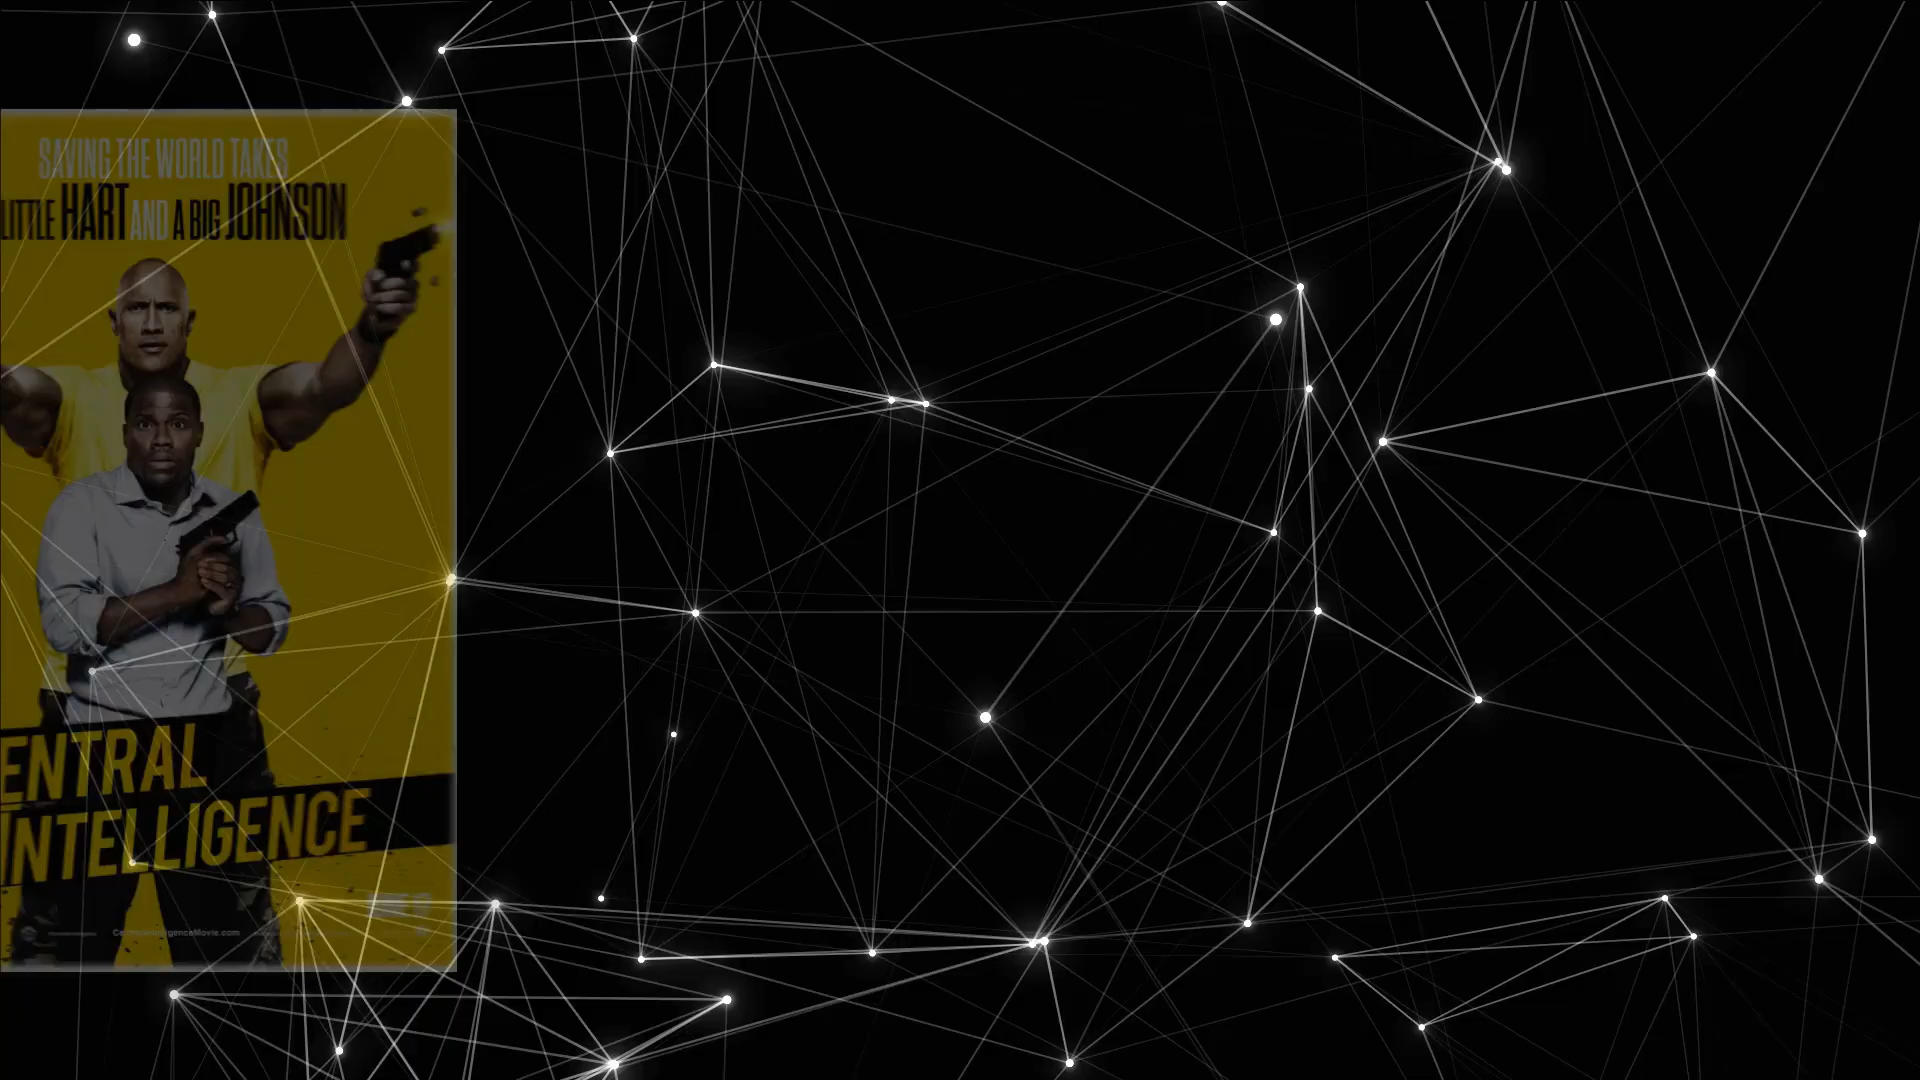 SAVING THE WORLD TAKES
LITTLE HART AND A BIG JOHNSON
ENTRAL
INTELLIGENCE